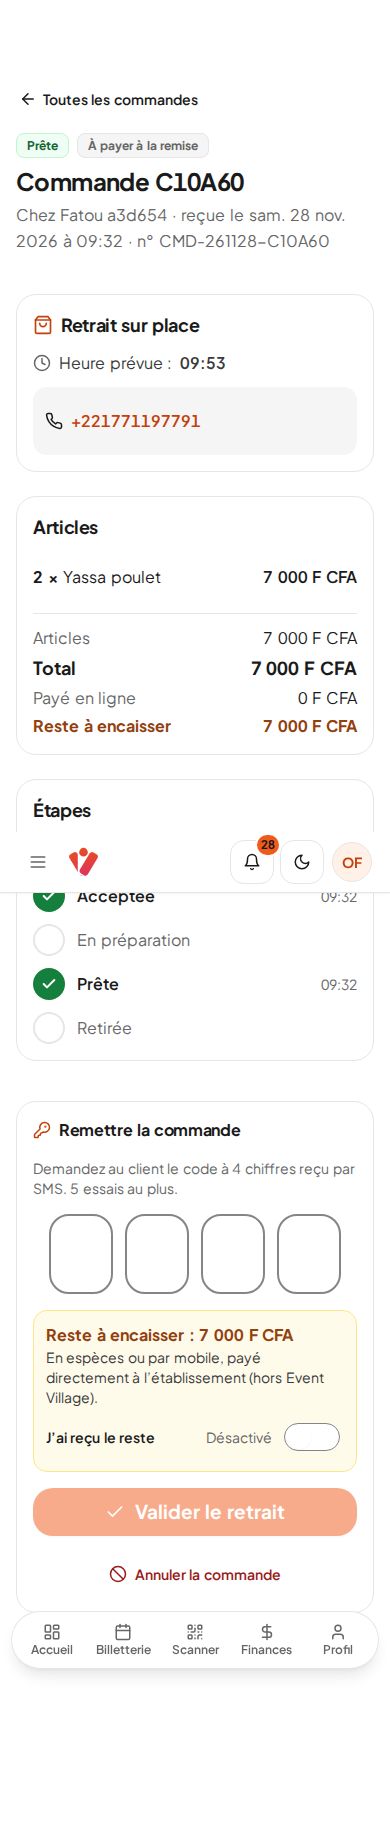 Toutes les commandes
Prête
À payer à la remise
Commande C10A60
Chez Fatou a3d654 · reçue le sam. 28 nov.
2026 à 09:32 · n° CMD-261128-C10A60
Retrait sur place
Heure prévue : 09:53
+221771197791
Articles
2 × Yassa poulet 7 000 F CFA
Articles 7 000 F CFA
Total 7 000 F CFA
Payé en ligne 0 F CFA
Reste à encaisser 7 000 F CFA
Étapes
28
OF
Acceptée 09:32
En préparation
Prête 09:32
Retirée
Remettre la commande
Demandez au client le code à 4 chiffres reçu par
SMS. 5 essais au plus.
Reste à encaisser : 7 000 F CFA
En espèces ou par mobile, payé
directement à l'établissement (hors Event
Village).
J'ai reçu le reste Désactivé
Valider le retrait
Annuler la commande
Accueil Billetterie Scanner Finances Profil